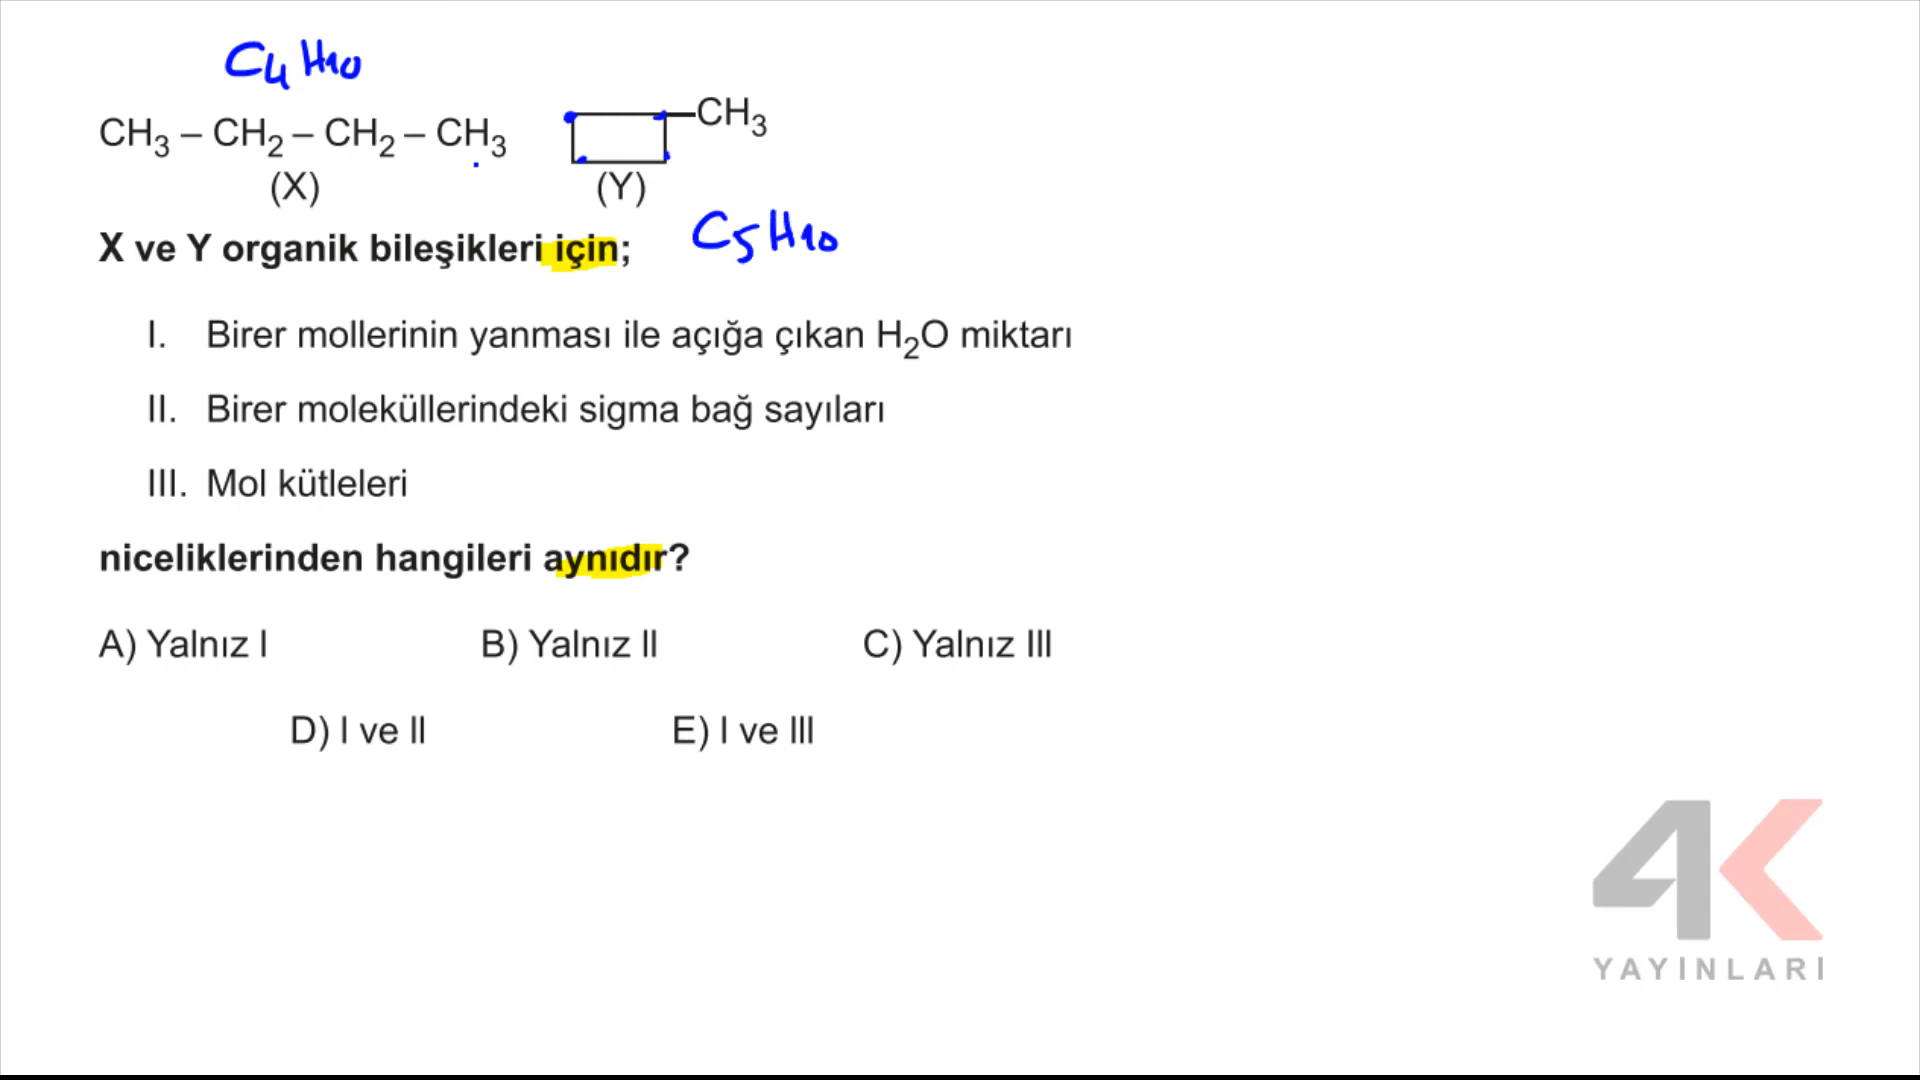 C₄H₁₀
CH₃ – CH₂ – CH₂ – CH₃
CH₃
(X) (Y)
X ve Y organik bileşikleri için;
C₅H₁₀
I. Birer mollerinin yanması ile açığa çıkan H₂O miktarı
II. Birer moleküllerindeki sigma bağ sayıları
III. Mol kütleleri
niceliklerinden hangileri aynıdır?
A) Yalnız I B) Yalnız II C) Yalnız III
D) I ve II E) I ve III
4K
YAYINLARI